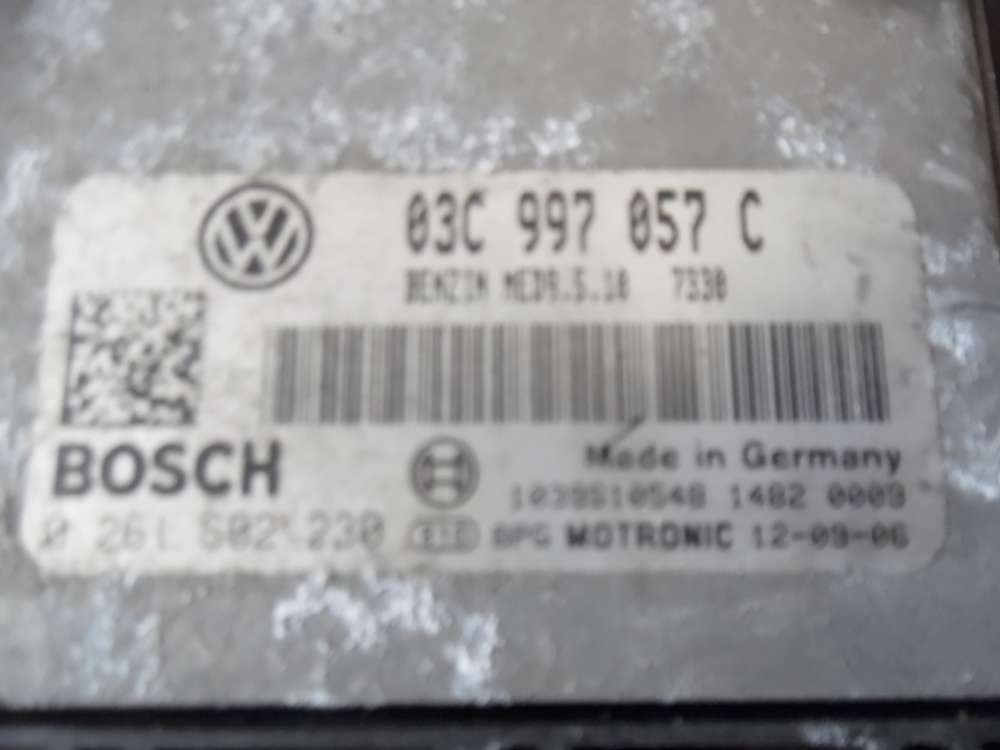 03C 997 057 C
BENZIN MED9.5.10 7330
BOSCH
Made in Germany
1039S10548 1482 0009
0 261 S02 230
MOTRONIC 12-09-06